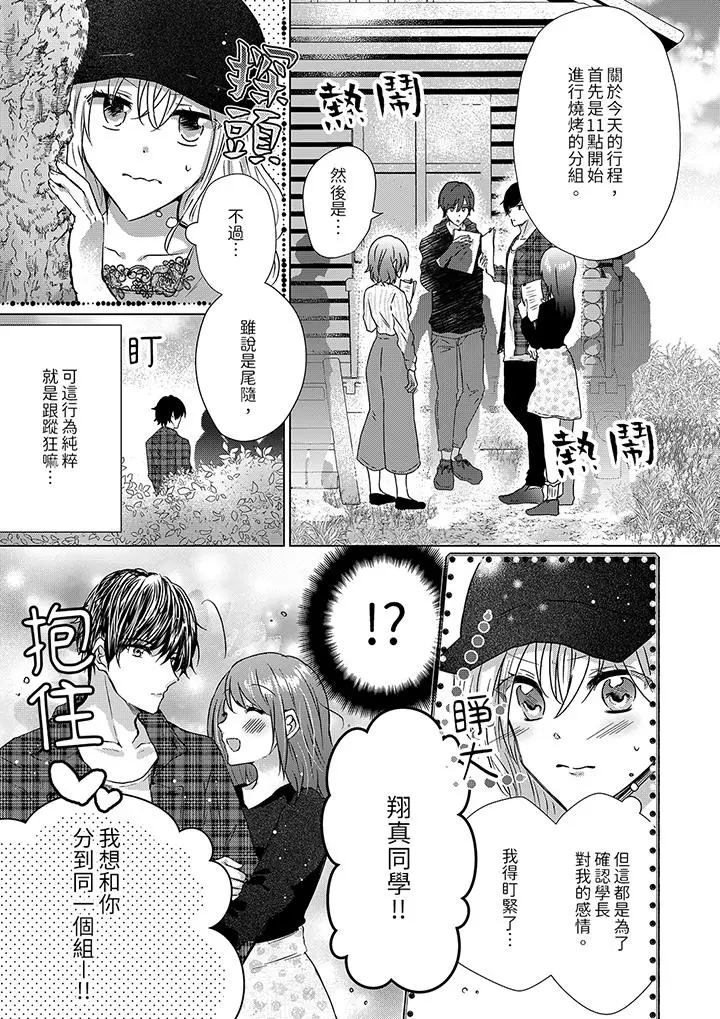 關於今天的行程，
首先是11點開始
進行燒烤的分組。
然後是…
熱鬧
熱鬧
探頭
不過…
雖說是尾隨，
盯
可這行為純粹
就是跟蹤狂嘛…
睜大
但這都是為了
確認學長
對我的感情。
我得盯緊了…
!?
翔真同學!!
抱住
我想和你
分到同一個組—!!